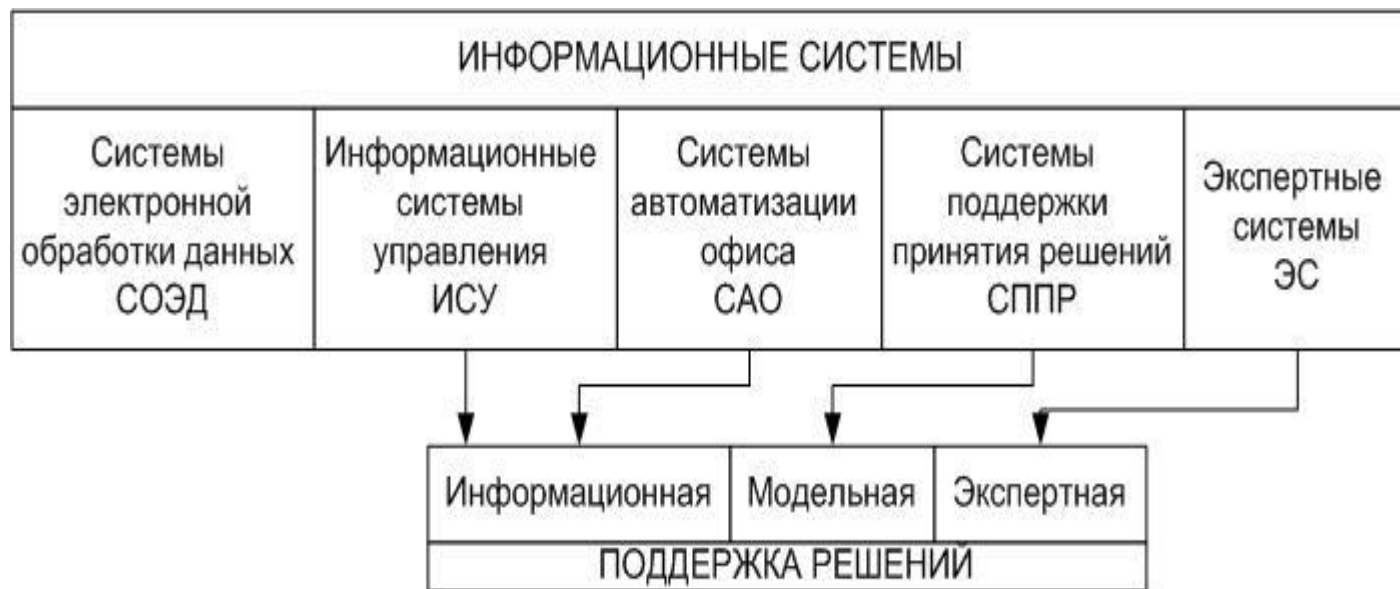 ИНФОРМАЦИОННЫЕ СИСТЕМЫ
Системы
электронной
обработки данных
СОЭД
Информационные
системы
управления
ИСУ
Системы
автоматизации
офиса
САО
Системы
поддержки
принятия решений
СППР
Экспертные
системы
ЭС
Информационная
Модельная
Экспертная
ПОДДЕРЖКА РЕШЕНИЙ